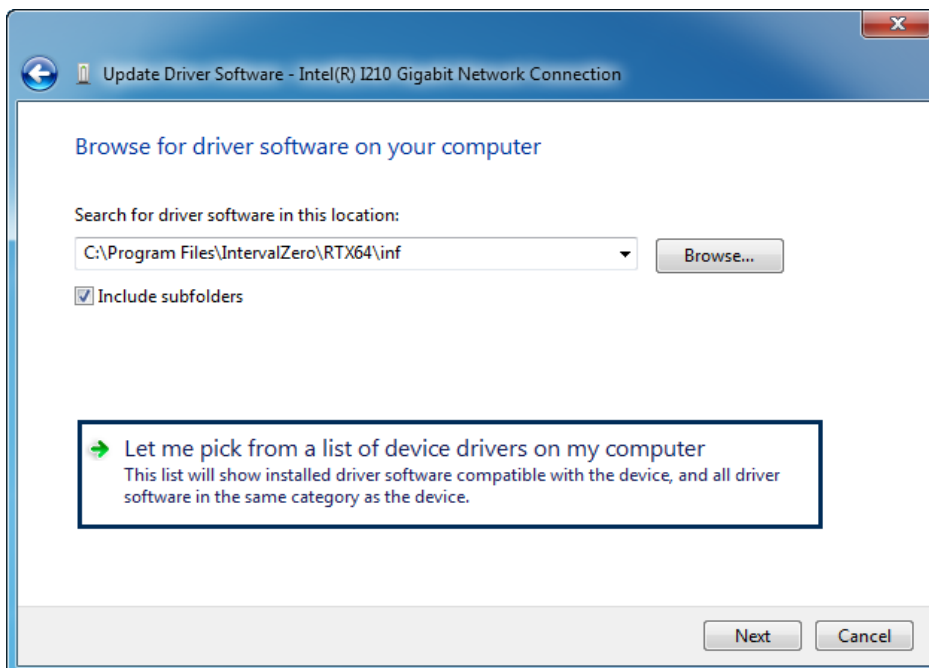 Update Driver Software - Intel(R) I210 Gigabit Network Connection
Browse for driver software on your computer
Search for driver software in this location:
C:\Program Files\IntervalZero\RTX64\inf
Browse...
Include subfolders
Let me pick from a list of device drivers on my computer
This list will show installed driver software compatible with the device, and all driver
software in the same category as the device.
Next
Cancel